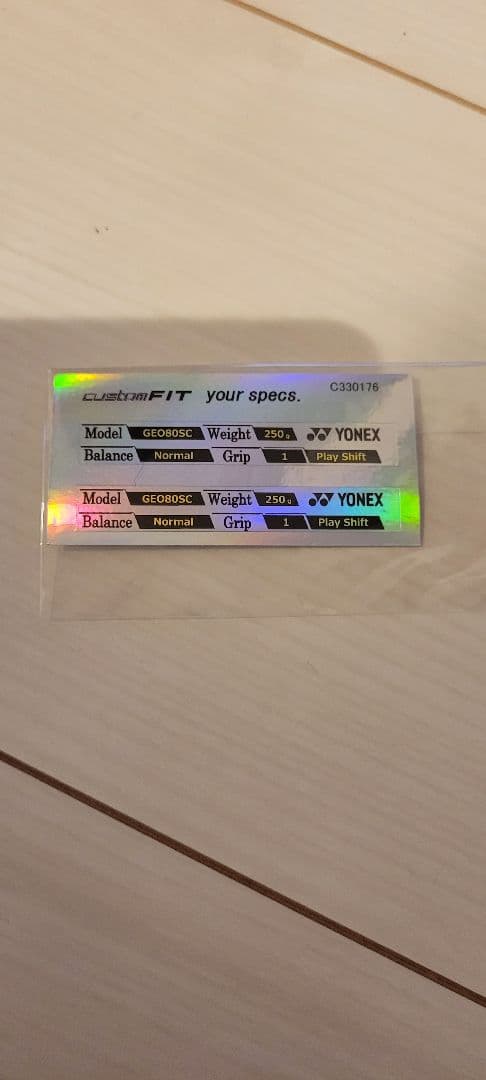 customFIT your specs. C330176
Model GEO80SC Weight 250g YONEX
Balance Normal Grip 1 Play Shift
Model GEO80SC Weight 250g YONEX
Balance Normal Grip 1 Play Shift